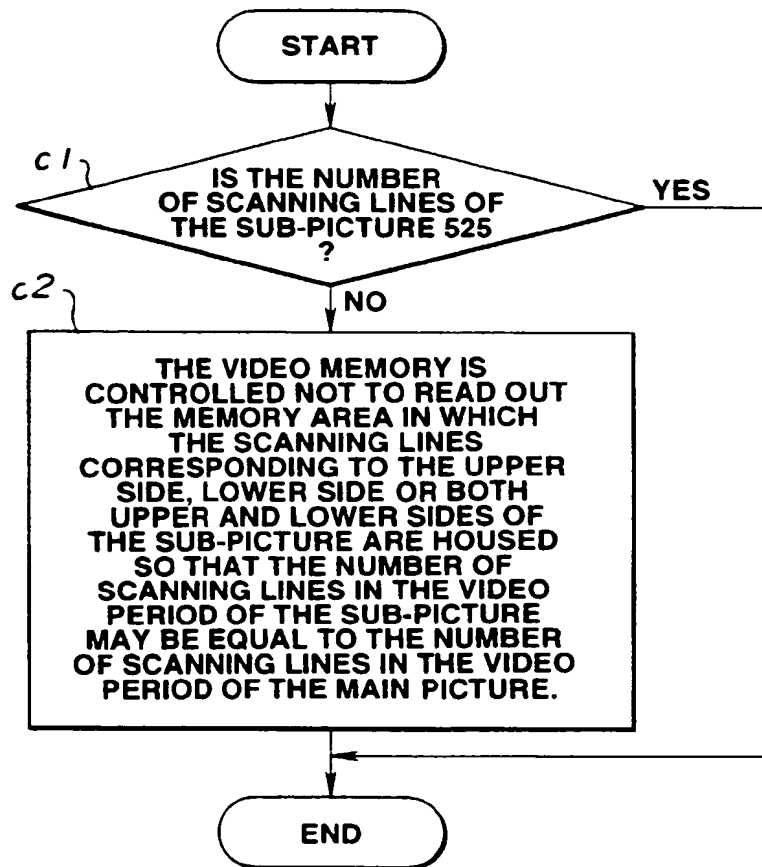 START
c1
IS THE NUMBER
OF SCANNING LINES OF
THE SUB-PICTURE 525
?
YES
NO
c2
THE VIDEO MEMORY IS
CONTROLLED NOT TO READ OUT
THE MEMORY AREA IN WHICH
THE SCANNING LINES
CORRESPONDING TO THE UPPER
SIDE, LOWER SIDE OR BOTH
UPPER AND LOWER SIDES OF
THE SUB-PICTURE ARE HOUSED
SO THAT THE NUMBER OF
SCANNING LINES IN THE VIDEO
PERIOD OF THE SUB-PICTURE
MAY BE EQUAL TO THE NUMBER
OF SCANNING LINES IN THE VIDEO
PERIOD OF THE MAIN PICTURE.
END